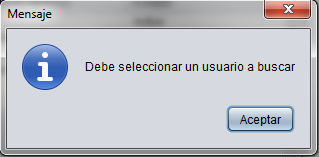 Mensaje
Debe seleccionar un usuario a buscar
Aceptar